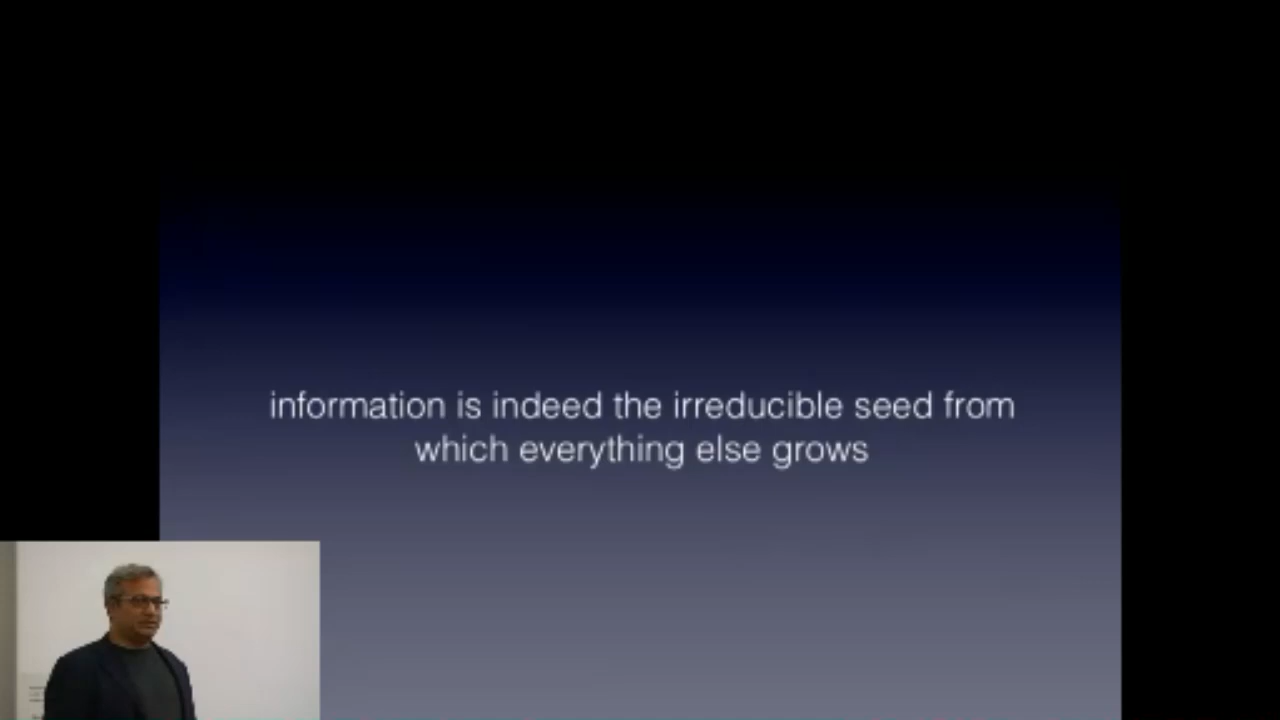 information is indeed the irreducible seed from
which everything else grows